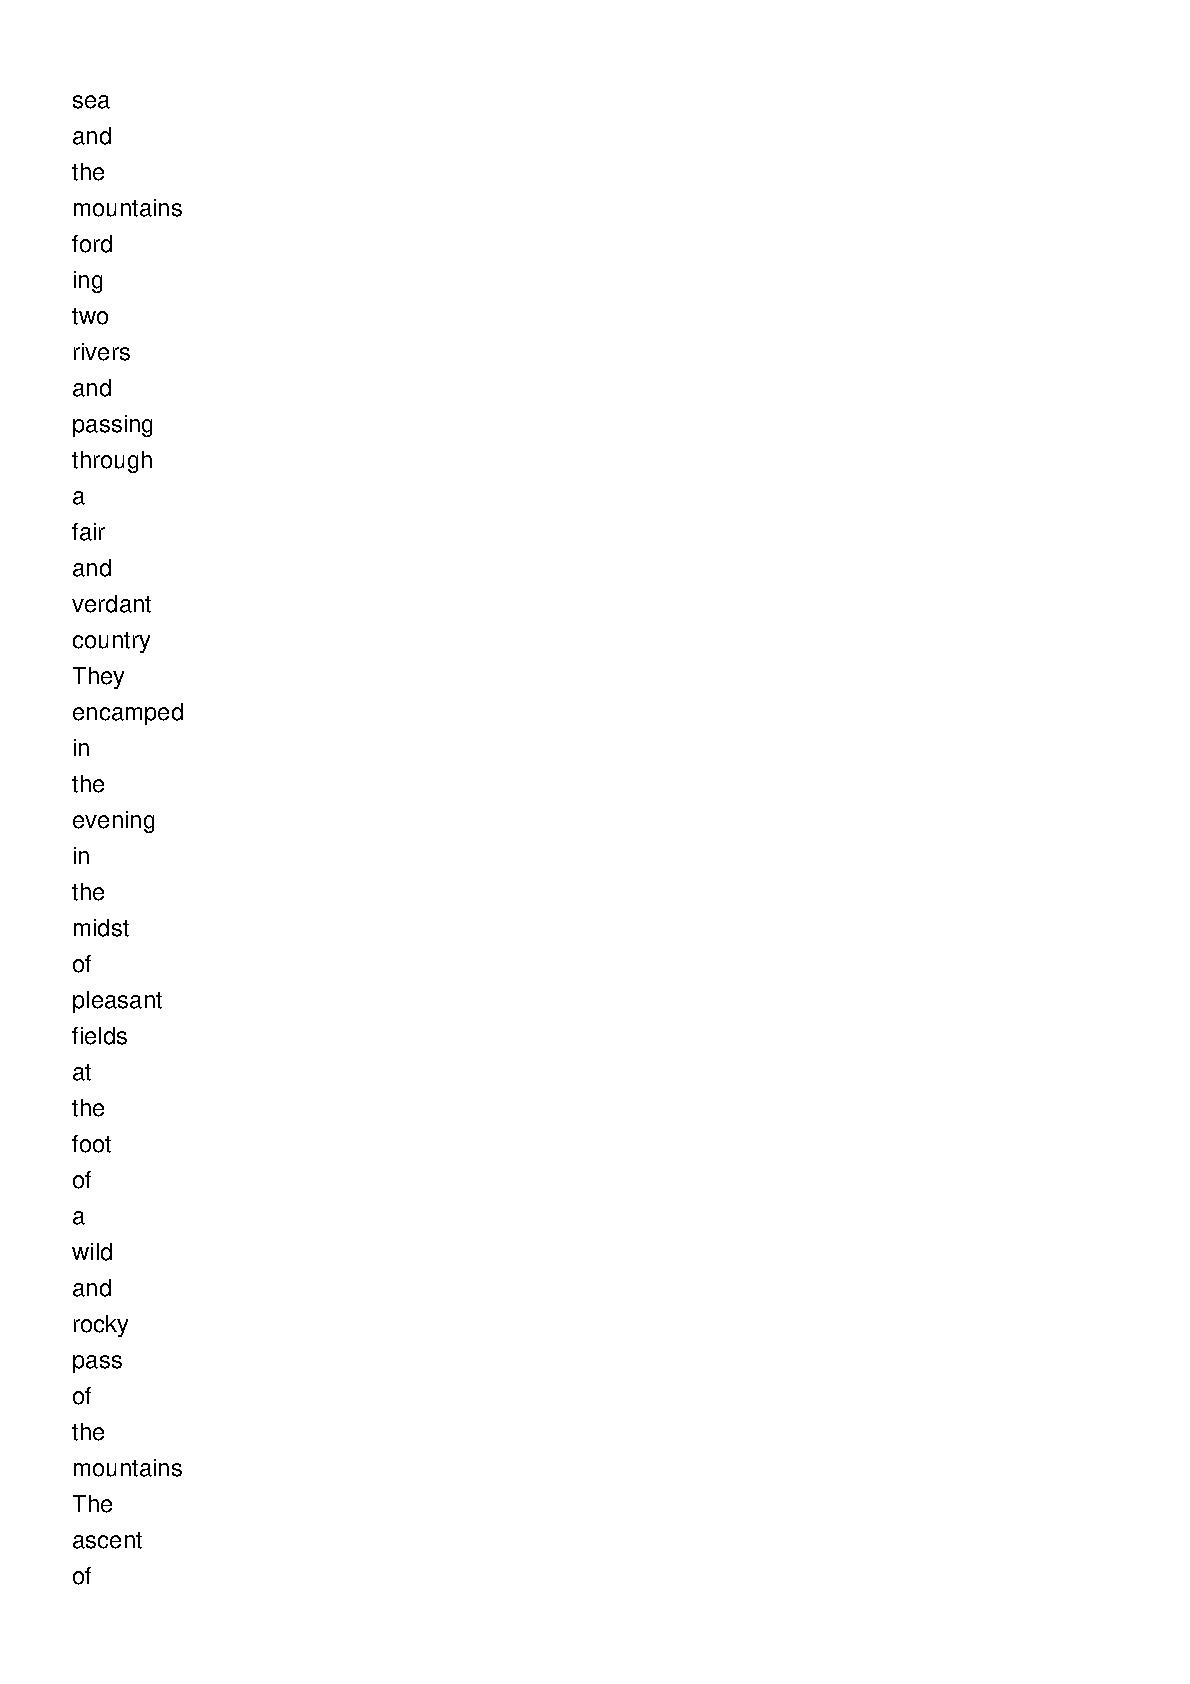 sea
and
the
mountains
ford
ing
two
rivers
and
passing
through
a
fair
and
verdant
country
They
encamped
in
the
evening
in
the
midst
of
pleasant
fields
at
the
foot
of
a
wild
and
rocky
pass
of
the
mountains
The
ascent
of